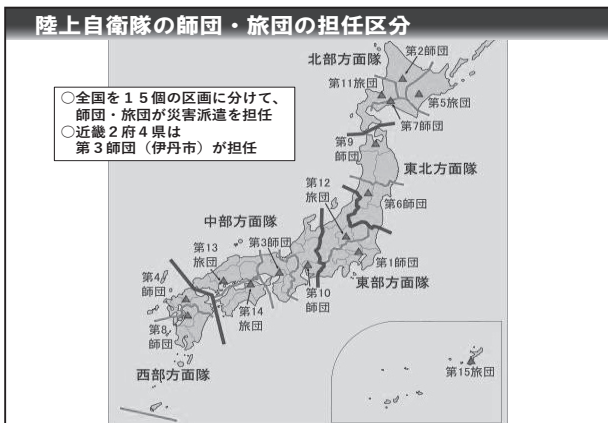 陸上自衛隊の師団・旅団の担任区分
○全国を１５個の区画に分けて、
師団・旅団が災害派遣を担任
○近畿２府４県は
第３師団（伊丹市）が担任
北部方面隊
第2師団
第11旅団
第5旅団
第7師団
第9
師団
東北方面隊
第12
旅団
第6師団
中部方面隊
第13
旅団
第3師団
第1師団
東部方面隊
第4
師団
第10
師団
第14
旅団
第8
師団
西部方面隊
第15旅団